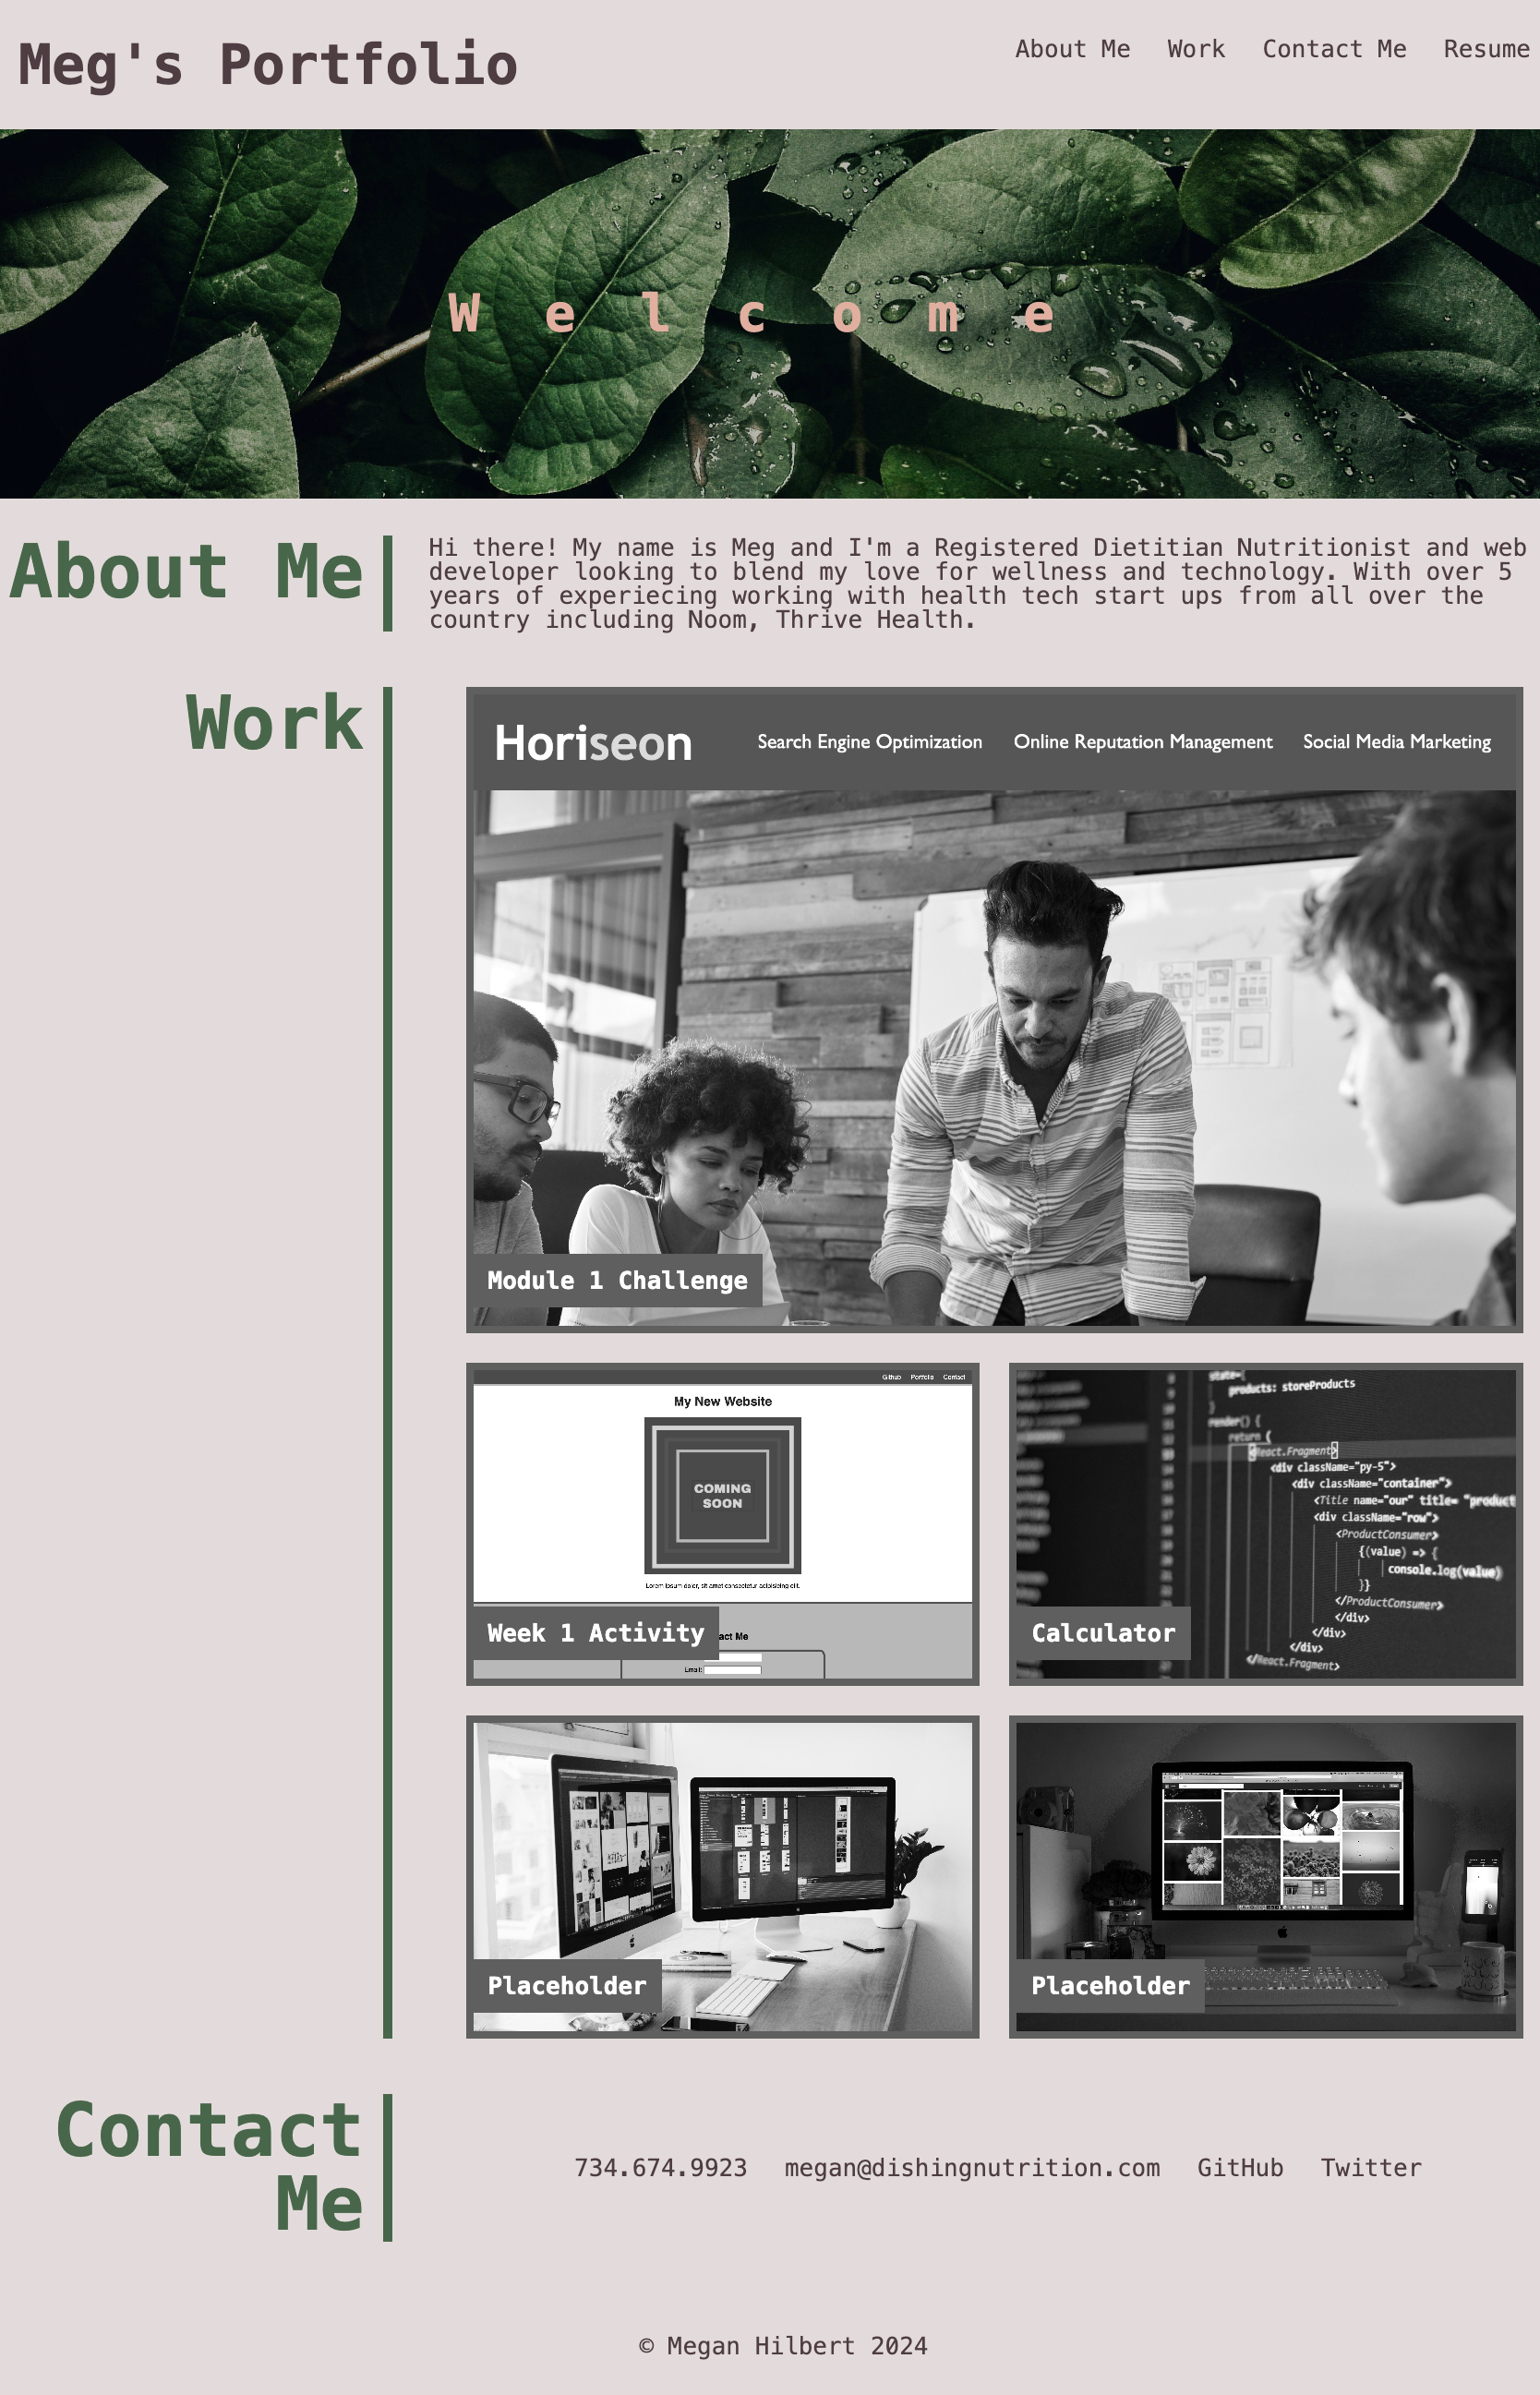 Meg's Portfolio
About Me Work Contact Me Resume
Welcome
About Me
Hi there! My name is Meg and I'm a Registered Dietitian Nutritionist and web
developer looking to blend my love for wellness and technology. With over 5
years of experiecing working with health tech start ups from all over the
country including Noom, Thrive Health.
Work
Horiseon
Search Engine Optimization Online Reputation Management Social Media Marketing
Module 1 Challenge
Github Portfolio Contact
My New Website
COMING
SOON
Lorem ipsum dolor, sit amet consectetur adipisicing elit.
Week 1 Activity
act Me
Email:
state={
products: storeProducts
}
render() {
return (
<React.Fragment>
<div className="py-5">
<div className="container">
<Title name="our" title= "product
<div className="row">
<ProductConsumer>
{(value) => {
console.log(value)
}}
</ProductConsumer>
</div>
</div>
</div>
</React.Fragment>
Calculator
Placeholder
Placeholder
Contact
Me
734.674.9923 megan@dishingnutrition.com GitHub Twitter
© Megan Hilbert 2024